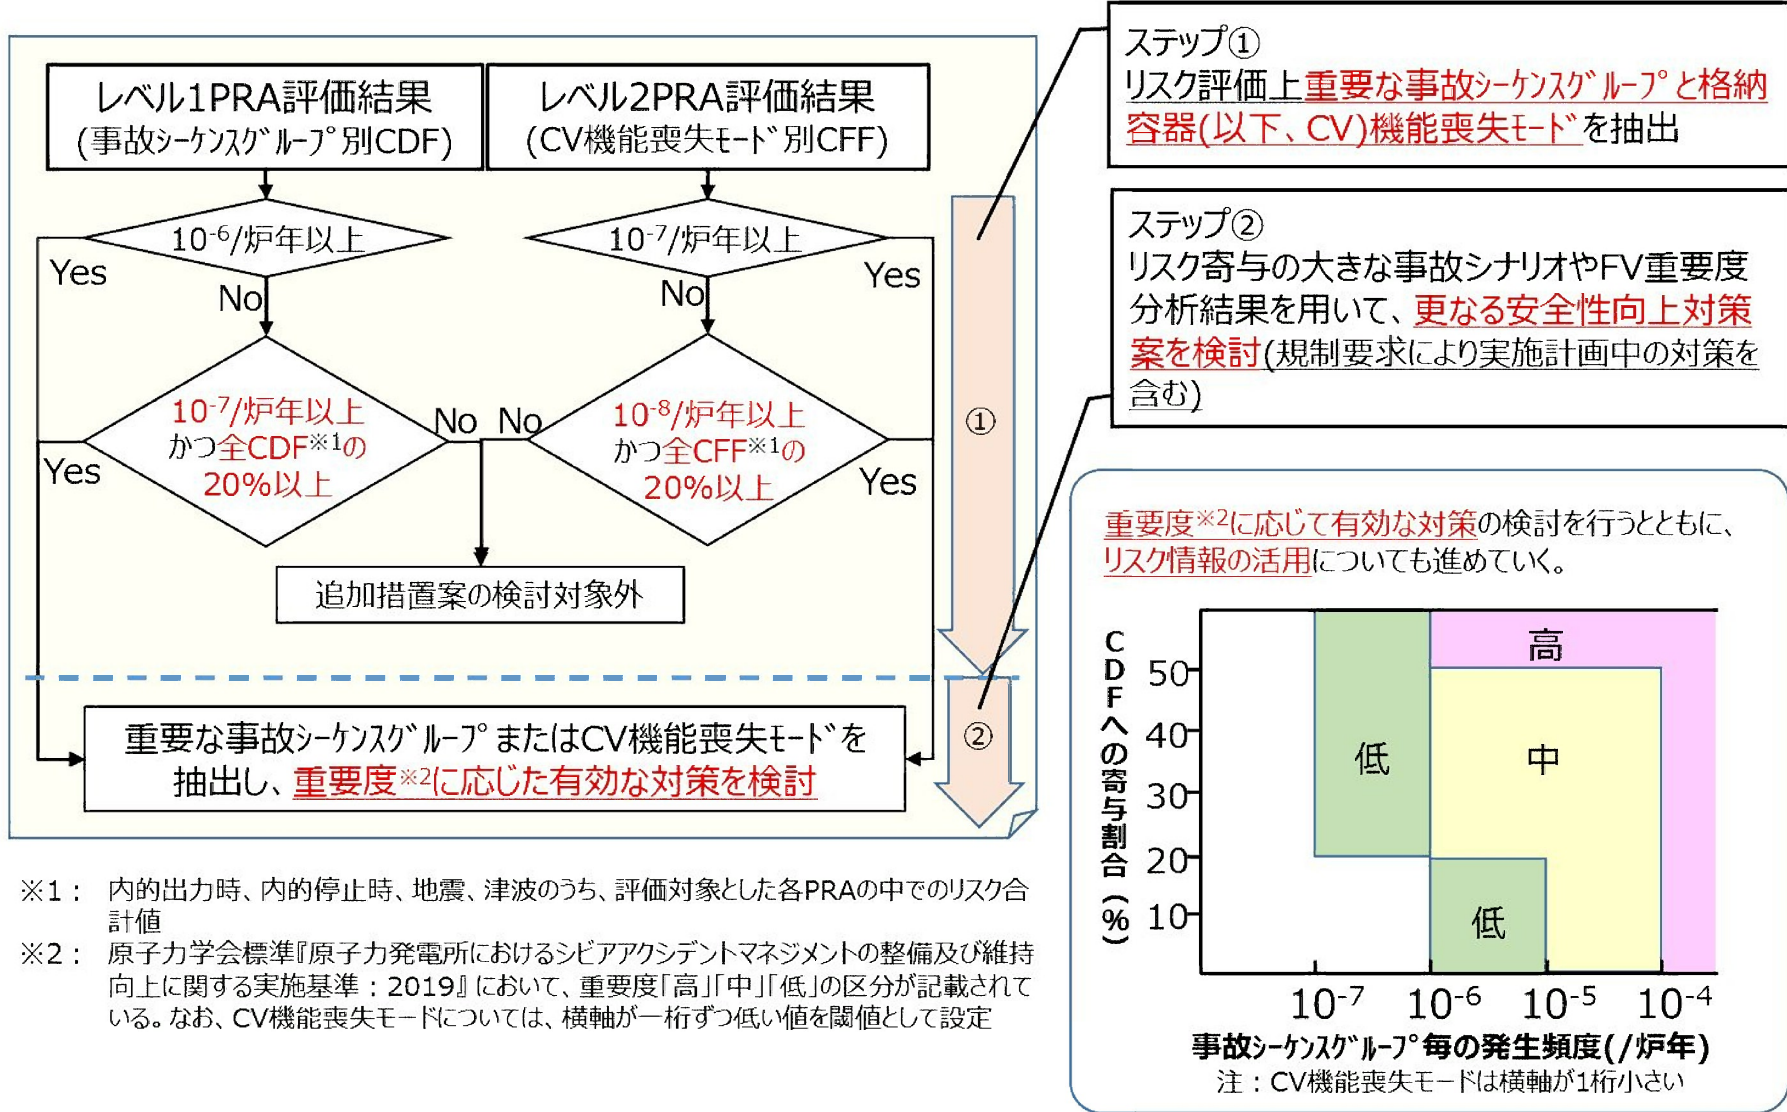 レベル1PRA評価結果
(事故ｼｰｹﾝｽｸﾞﾙｰﾌﾟ別CDF)
レベル2PRA評価結果
(CV機能喪失ﾓｰﾄﾞ別CFF)
10-6/炉年以上
10-7/炉年以上
Yes
No
No
Yes
10-7/炉年以上
かつ全CDF※1の
20%以上
No
No
10-8/炉年以上
かつ全CFF※1の
20%以上
Yes
Yes
追加措置案の検討対象外
①
②
重要な事故ｼｰｹﾝｽｸﾞﾙｰﾌﾟまたはCV機能喪失ﾓｰﾄﾞを
抽出し、重要度※2に応じた有効な対策を検討
ステップ①
リスク評価上重要な事故ｼｰｹﾝｽｸﾞﾙｰﾌﾟと格納
容器(以下、CV)機能喪失ﾓｰﾄﾞを抽出
ステップ②
リスク寄与の大きな事故シナリオやFV重要度
分析結果を用いて、更なる安全性向上対策
案を検討(規制要求により実施計画中の対策を
含む)
重要度※2に応じて有効な対策の検討を行うとともに、
リスク情報の活用についても進めていく。
CDFへの寄与割合(%)
50
40
30
20
10
高
低
中
低
10-7
10-6
10-5
10-4
事故ｼｰｹﾝｽｸﾞﾙｰﾌﾟ毎の発生頻度(/炉年)
注：CV機能喪失モードは横軸が1桁小さい
※1： 内的出力時、内的停止時、地震、津波のうち、評価対象とした各PRAの中でのリスク合
計値
※2： 原子力学会標準『原子力発電所におけるシビアアクシデントマネジメントの整備及び維持
向上に関する実施基準：2019』において、重要度「高」「中」「低」の区分が記載されて
いる。なお、CV機能喪失モードについては、横軸が一桁ずつ低い値を閾値として設定